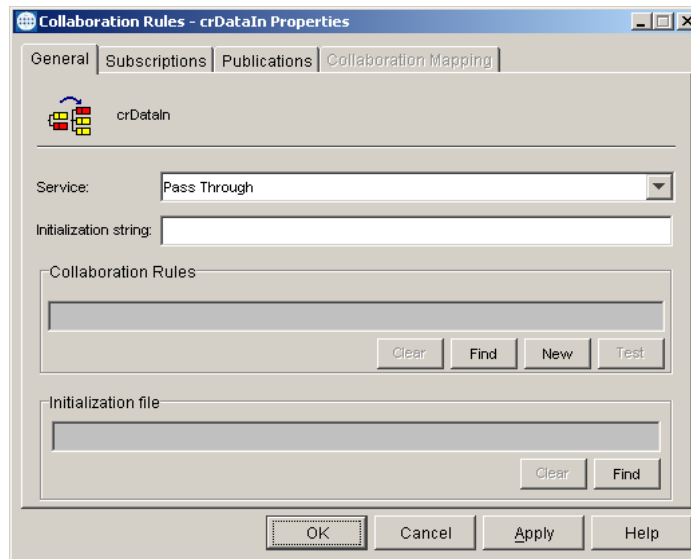 Collaboration Rules - crDataIn Properties
General Subscriptions Publications Collaboration Mapping
crDataIn
Service: Pass Through
Initialization string:
Collaboration Rules
Clear Find New Test
Initialization file
Clear Find
OK Cancel Apply Help